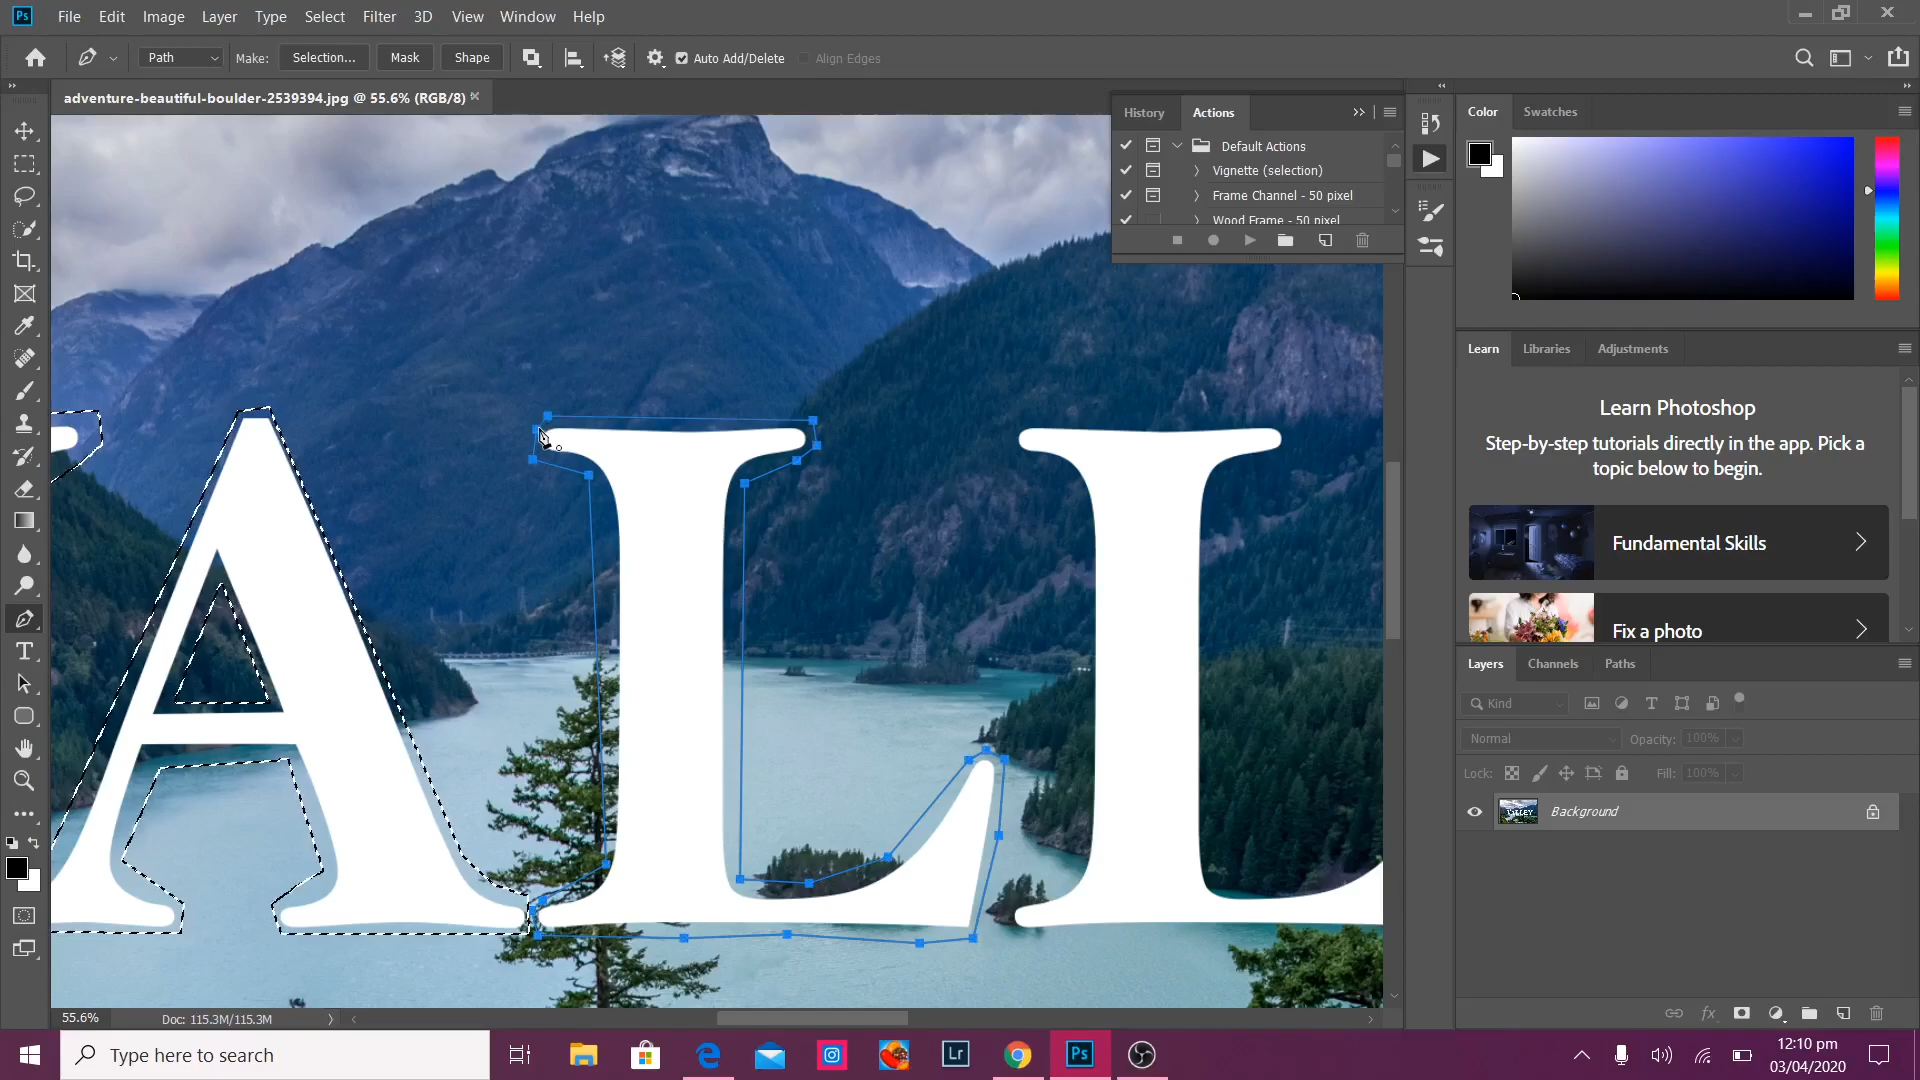 Ps File Edit Image Layer Type Select Filter 3D View Window Help
Path Make: Selection... Mask Shape Auto Add/Delete Align Edges
adventure-beautiful-boulder-2539394.jpg @ 55.6% (RGB/8)
History Actions
Default Actions
Vignette (selection)
Frame Channel - 50 pixel
Wood Frame - 50 pixel
Color Swatches
Learn Libraries Adjustments
Learn Photoshop
Step-by-step tutorials directly in the app. Pick a
topic below to begin.
Fundamental Skills
Fix a photo
ALL
Layers Channels Paths
Kind
Normal Opacity: 100%
Lock: Fill: 100%
Background
55.6% Doc: 115.3M/115.3M
Type here to search
Lr Ps
12:10 pm
03/04/2020